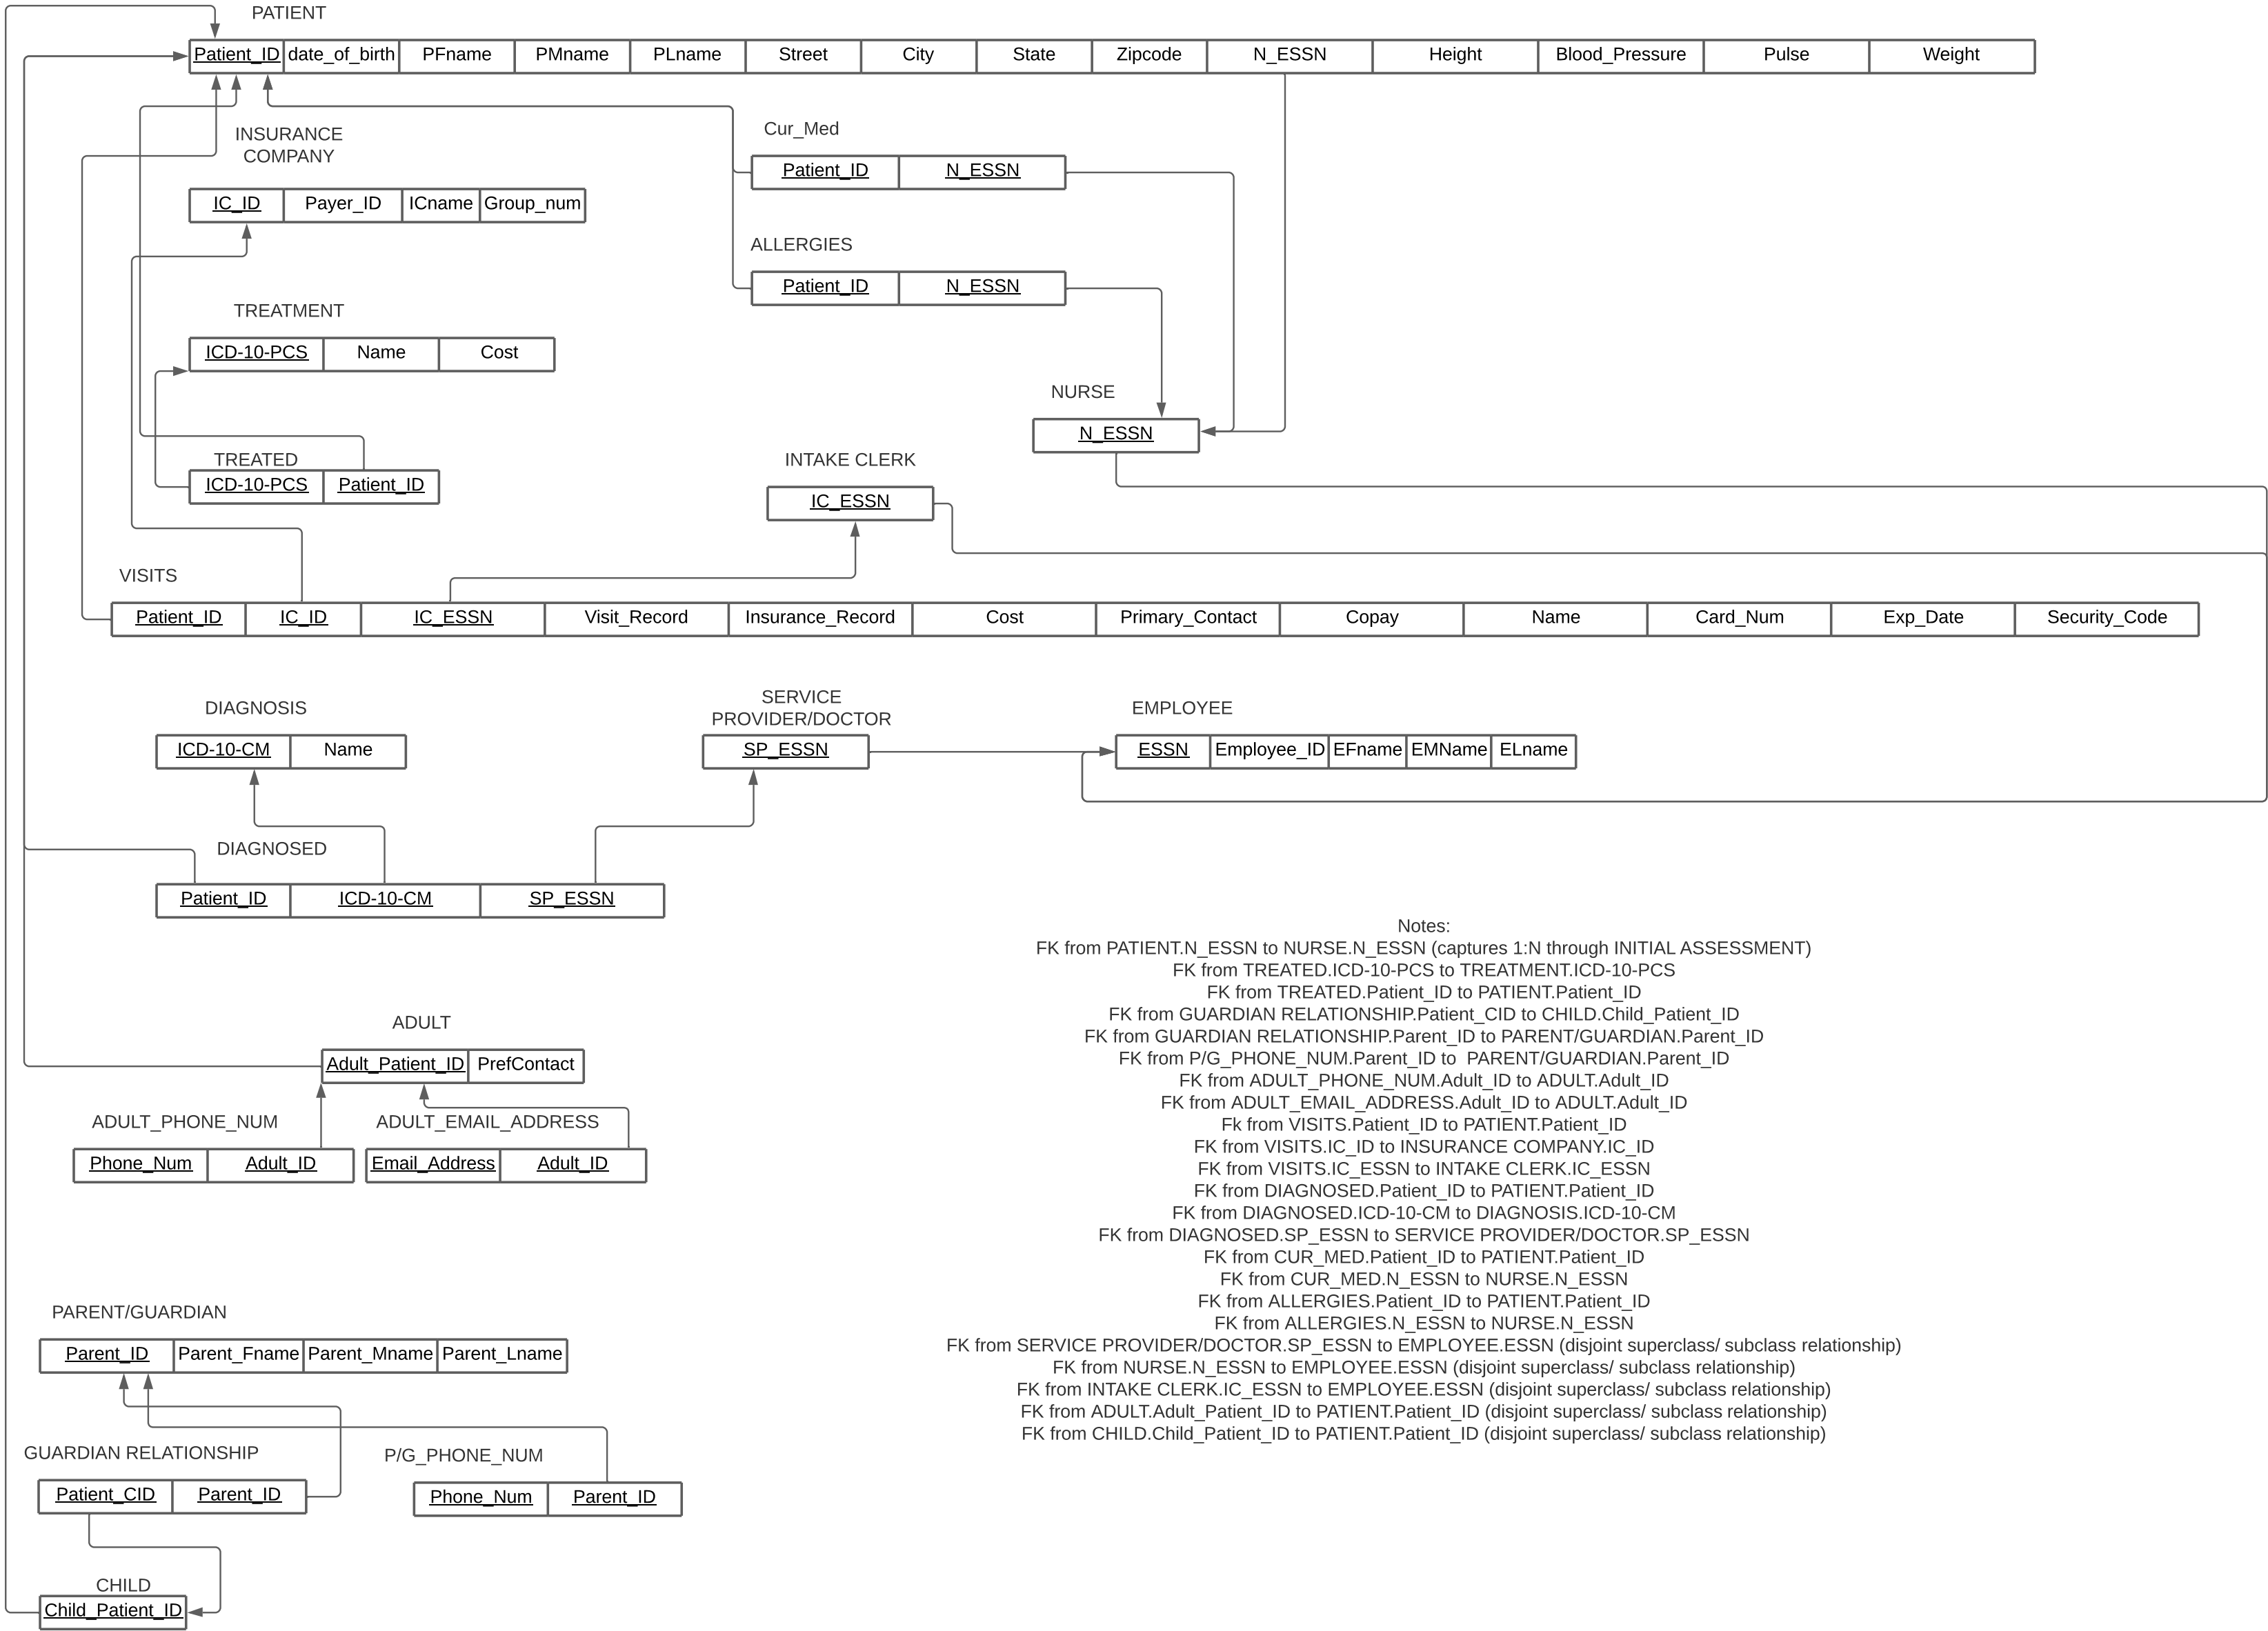 PATIENT
Patient_ID date_of_birth PFname PMname PLname Street City State Zipcode N_ESSN Height Blood_Pressure Pulse Weight
Cur_Med
Patient_ID N_ESSN
INSURANCE
COMPANY
IC_ID Payer_ID ICname Group_num
ALLERGIES
Patient_ID N_ESSN
TREATMENT
ICD-10-PCS Name Cost
NURSE
N_ESSN
TREATED
ICD-10-PCS Patient_ID
INTAKE CLERK
IC_ESSN
VISITS
Patient_ID IC_ID IC_ESSN Visit_Record Insurance_Record Cost Primary_Contact Copay Name Card_Num Exp_Date Security_Code
DIAGNOSIS
ICD-10-CM Name
SERVICE
PROVIDER/DOCTOR
SP_ESSN
EMPLOYEE
ESSN Employee_ID EFname EMName ELname
DIAGNOSED
Patient_ID ICD-10-CM SP_ESSN
ADULT
Adult_Patient_ID PrefContact
ADULT_PHONE_NUM
Phone_Num Adult_ID
ADULT_EMAIL_ADDRESS
Email_Address Adult_ID
PARENT/GUARDIAN
Parent_ID Parent_Fname Parent_Mname Parent_Lname
GUARDIAN RELATIONSHIP
Patient_CID Parent_ID
P/G_PHONE_NUM
Phone_Num Parent_ID
CHILD
Child_Patient_ID
Notes:
FK from PATIENT.N_ESSN to NURSE.N_ESSN (captures 1:N through INITIAL ASSESSMENT)
FK from TREATED.ICD-10-PCS to TREATMENT.ICD-10-PCS
FK from TREATED.Patient_ID to PATIENT.Patient_ID
FK from GUARDIAN RELATIONSHIP.Patient_CID to CHILD.Child_Patient_ID
FK from GUARDIAN RELATIONSHIP.Parent_ID to PARENT/GUARDIAN.Parent_ID
FK from P/G_PHONE_NUM.Parent_ID to PARENT/GUARDIAN.Parent_ID
FK from ADULT_PHONE_NUM.Adult_ID to ADULT.Adult_ID
FK from ADULT_EMAIL_ADDRESS.Adult_ID to ADULT.Adult_ID
Fk from VISITS.Patient_ID to PATIENT.Patient_ID
FK from VISITS.IC_ID to INSURANCE COMPANY.IC_ID
FK from VISITS.IC_ESSN to INTAKE CLERK.IC_ESSN
FK from DIAGNOSED.Patient_ID to PATIENT.Patient_ID
FK from DIAGNOSED.ICD-10-CM to DIAGNOSIS.ICD-10-CM
FK from DIAGNOSED.SP_ESSN to SERVICE PROVIDER/DOCTOR.SP_ESSN
FK from CUR_MED.Patient_ID to PATIENT.Patient_ID
FK from CUR_MED.N_ESSN to NURSE.N_ESSN
FK from ALLERGIES.Patient_ID to PATIENT.Patient_ID
FK from ALLERGIES.N_ESSN to NURSE.N_ESSN
FK from SERVICE PROVIDER/DOCTOR.SP_ESSN to EMPLOYEE.ESSN (disjoint superclass/ subclass relationship)
FK from NURSE.N_ESSN to EMPLOYEE.ESSN (disjoint superclass/ subclass relationship)
FK from INTAKE CLERK.IC_ESSN to EMPLOYEE.ESSN (disjoint superclass/ subclass relationship)
FK from ADULT.Adult_Patient_ID to PATIENT.Patient_ID (disjoint superclass/ subclass relationship)
FK from CHILD.Child_Patient_ID to PATIENT.Patient_ID (disjoint superclass/ subclass relationship)